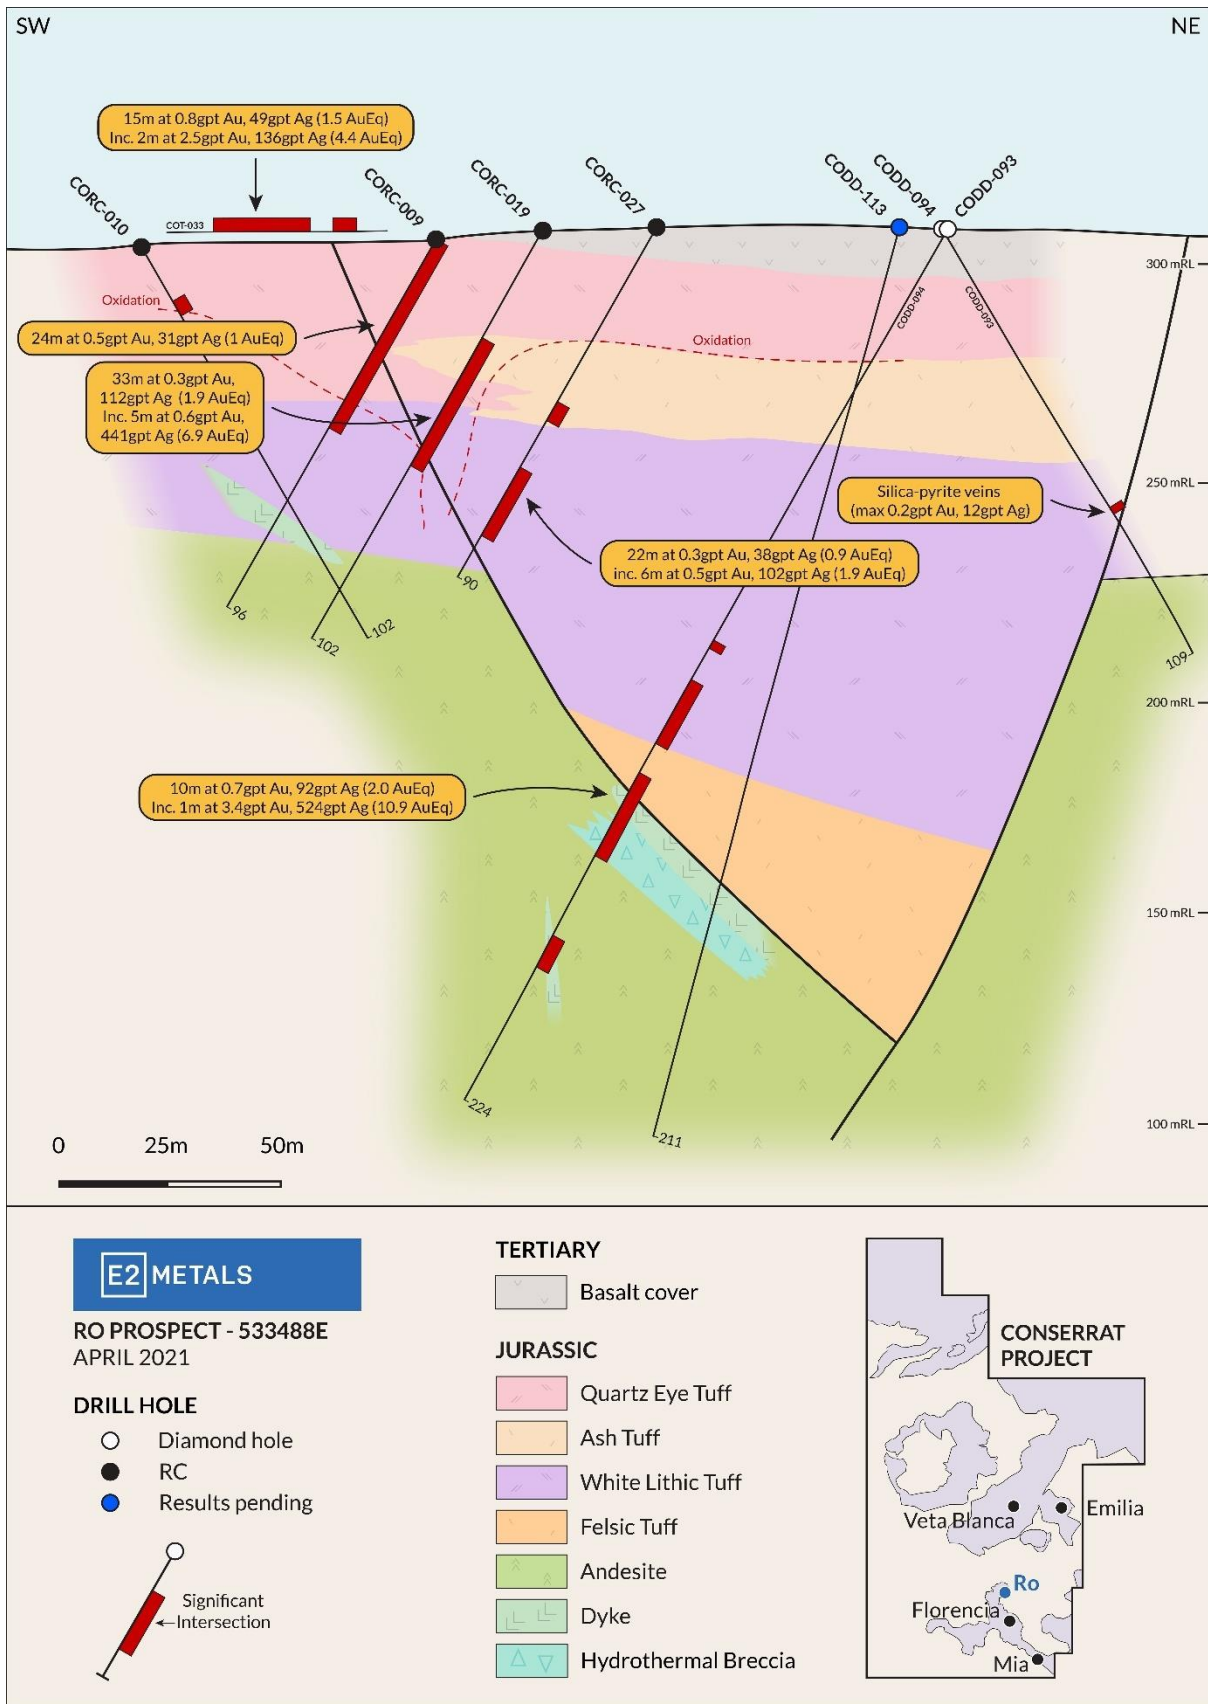 SW
NE
15m at 0.8gpt Au, 49gpt Ag (1.5 AuEq)
Inc. 2m at 2.5gpt Au, 136gpt Ag (4.4 AuEq)
CORC-010
COT-033
CORC-009
CORC-019
CORC-027
CODD-113
CODD-094
CODD-093
300 mRL
Oxidation
CODD-094
CODD-093
24m at 0.5gpt Au, 31gpt Ag (1 AuEq)
Oxidation
33m at 0.3gpt Au,
112gpt Ag (1.9 AuEq)
Inc. 5m at 0.6gpt Au,
441gpt Ag (6.9 AuEq)
250 mRL
Silica-pyrite veins
(max 0.2gpt Au, 12gpt Ag)
22m at 0.3gpt Au, 38gpt Ag (0.9 AuEq)
inc. 6m at 0.5gpt Au, 102gpt Ag (1.9 AuEq)
96
102
102
90
109
200 mRL
10m at 0.7gpt Au, 92gpt Ag (2.0 AuEq)
Inc. 1m at 3.4gpt Au, 524gpt Ag (10.9 AuEq)
150 mRL
224
211
100 mRL
0 25m 50m
E2 METALS
RO PROSPECT - 533488E
APRIL 2021
DRILL HOLE
Diamond hole
RC
Results pending
Significant
Intersection
TERTIARY
Basalt cover
JURASSIC
Quartz Eye Tuff
Ash Tuff
White Lithic Tuff
Felsic Tuff
Andesite
Dyke
Hydrothermal Breccia
CONSERRAT
PROJECT
Veta Blanca
Emilia
Ro
Florencia
Mia